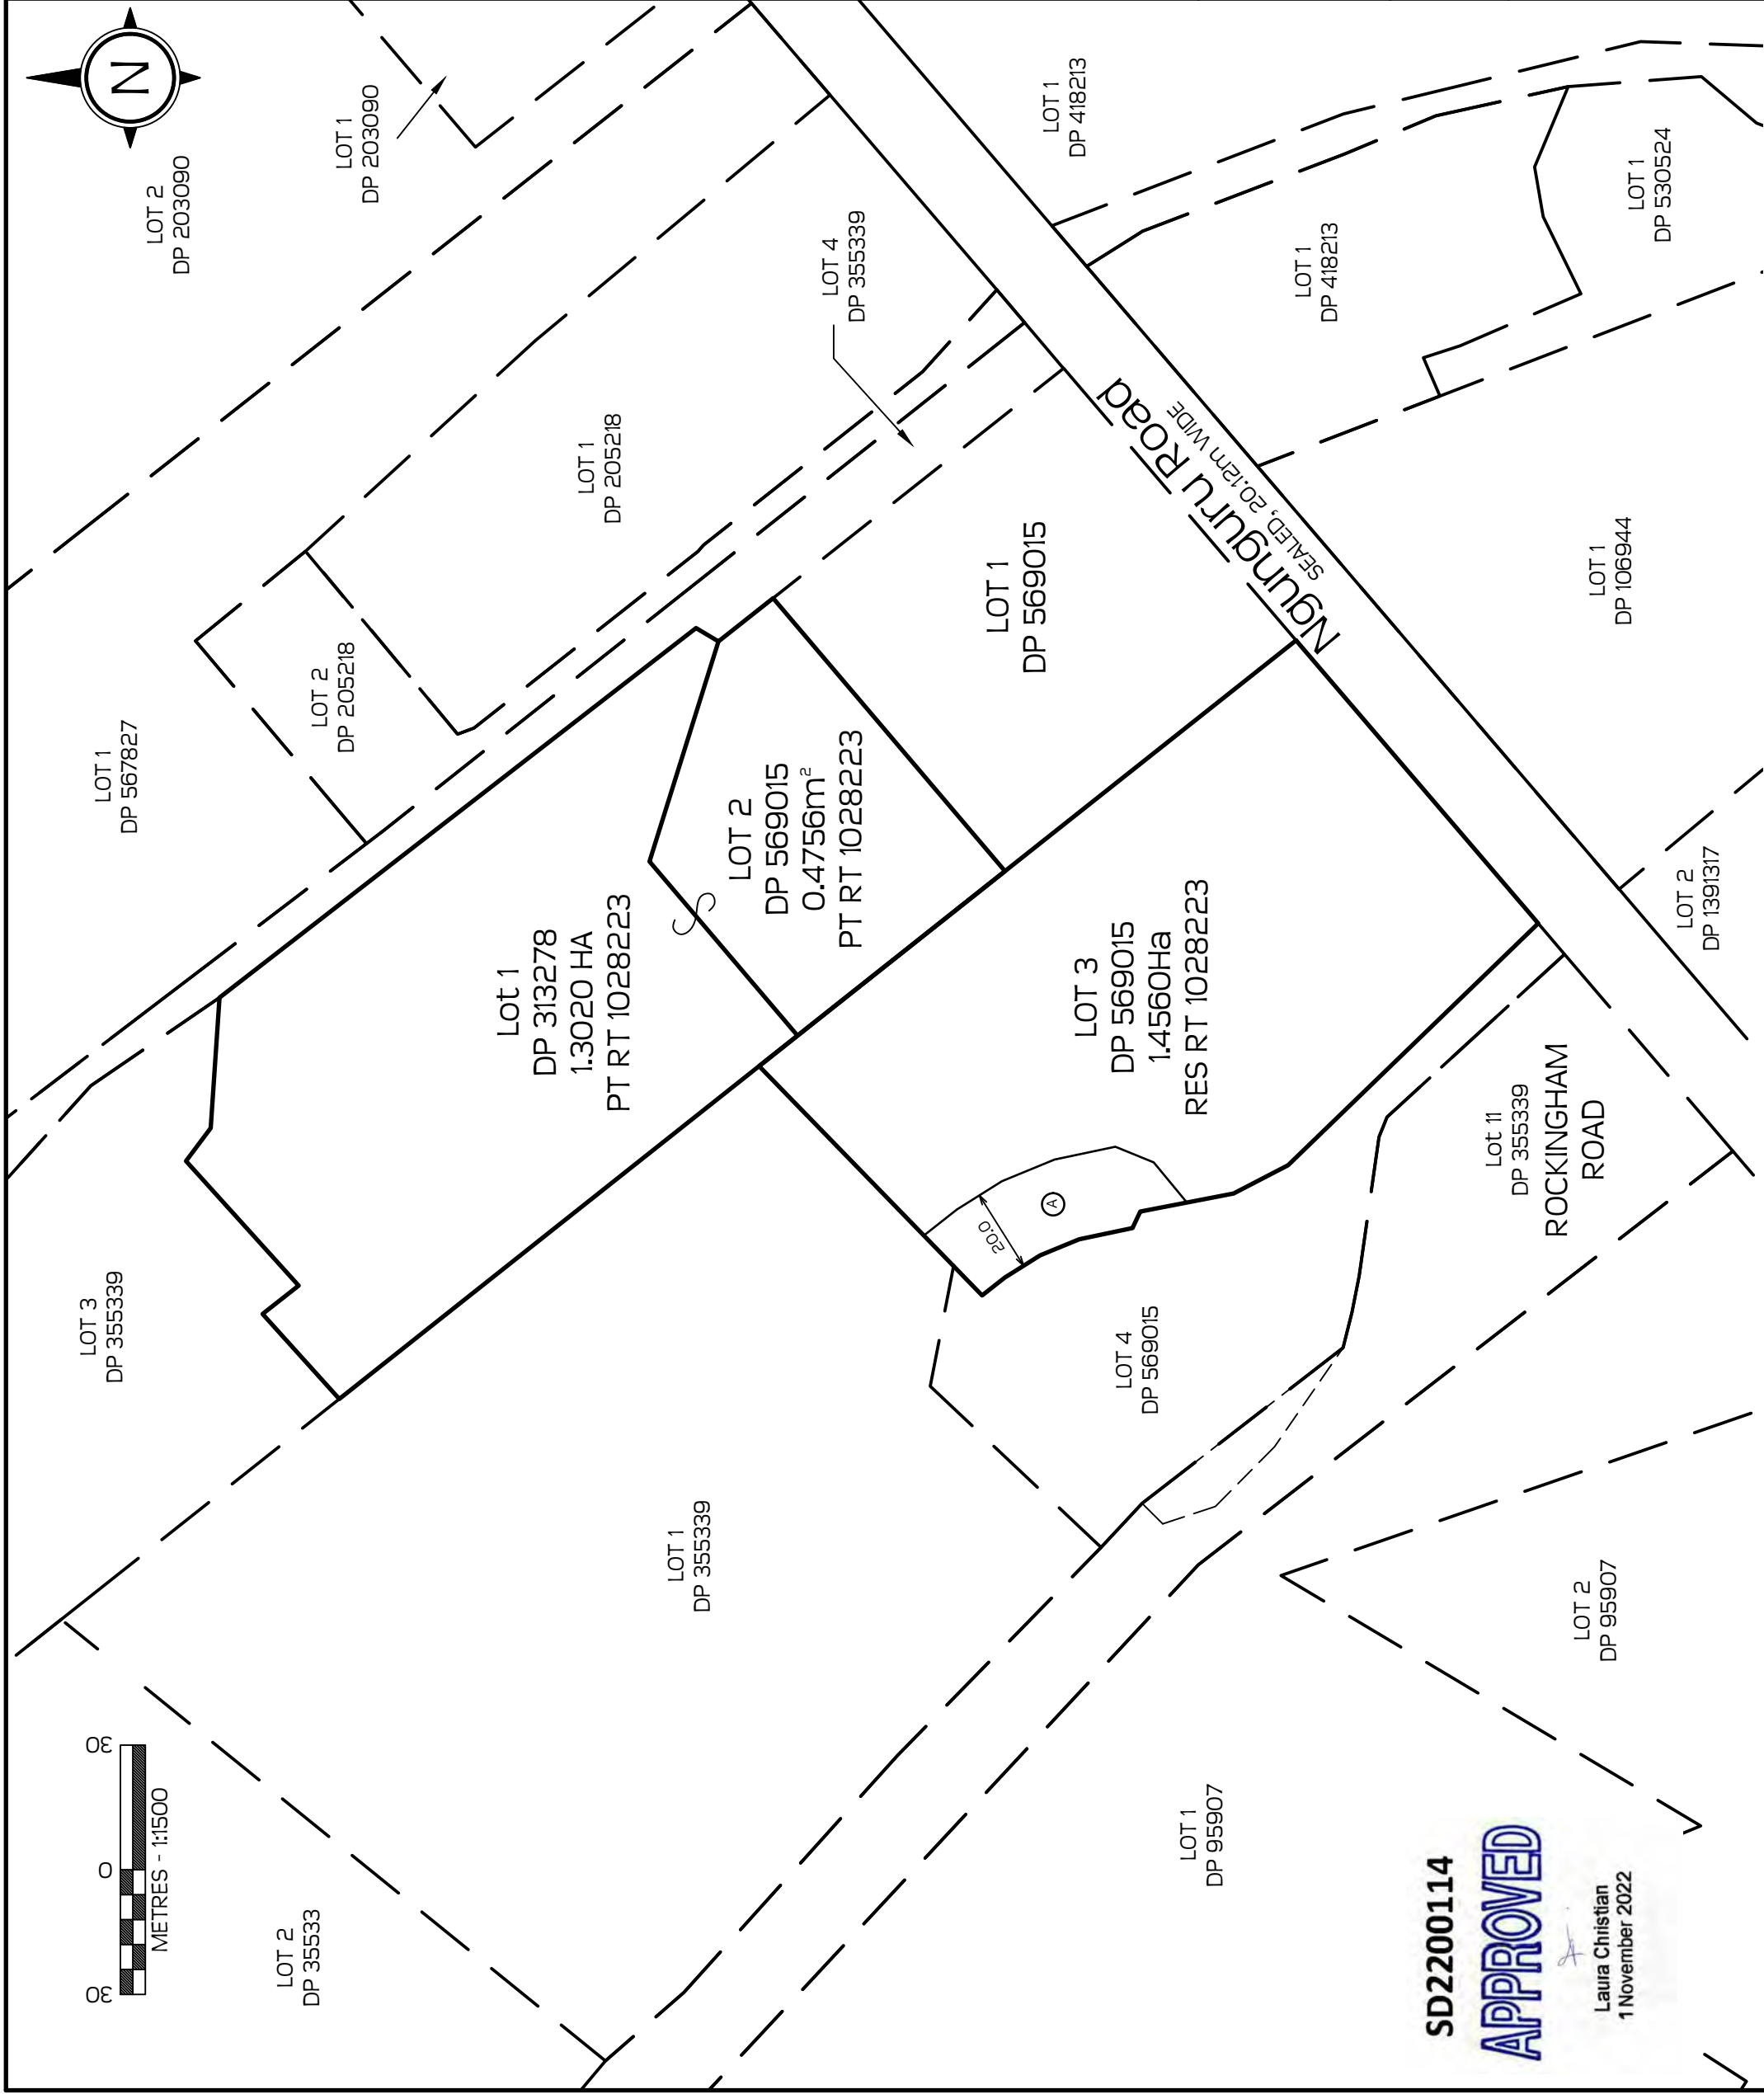 N
LOT 2
DP 203090
LOT 1
DP 203090
LOT 1
DP 418213
LOT 1
DP 530524
LOT 4
DP 355339
LOT 1
DP 418213
LOT 1
DP 205218
LOT 2
DP 205218
LOT 1
DP 567827
Ngunguru Road
SEALED, 20.12m WIDE
LOT 1
DP 569015
LOT 1
DP 106944
LOT 2
DP 569015
0.4756m²
PT RT 1028223
Lot 1
DP 313278
1.3020 HA
PT RT 1028223
LOT 3
DP 569015
1.4560Ha
RES RT 1028223
LOT 2
DP 1391317
Lot 11
DP 355339
ROCKINGHAM
ROAD
20.0
A
LOT 3
DP 355339
LOT 4
DP 569015
LOT 1
DP 355339
LOT 2
DP 95907
LOT 1
DP 95907
LOT 2
DP 35533
30 0 30
METRES - 1:1500
SD2200114
APPROVED
Laura Christian
1 November 2022